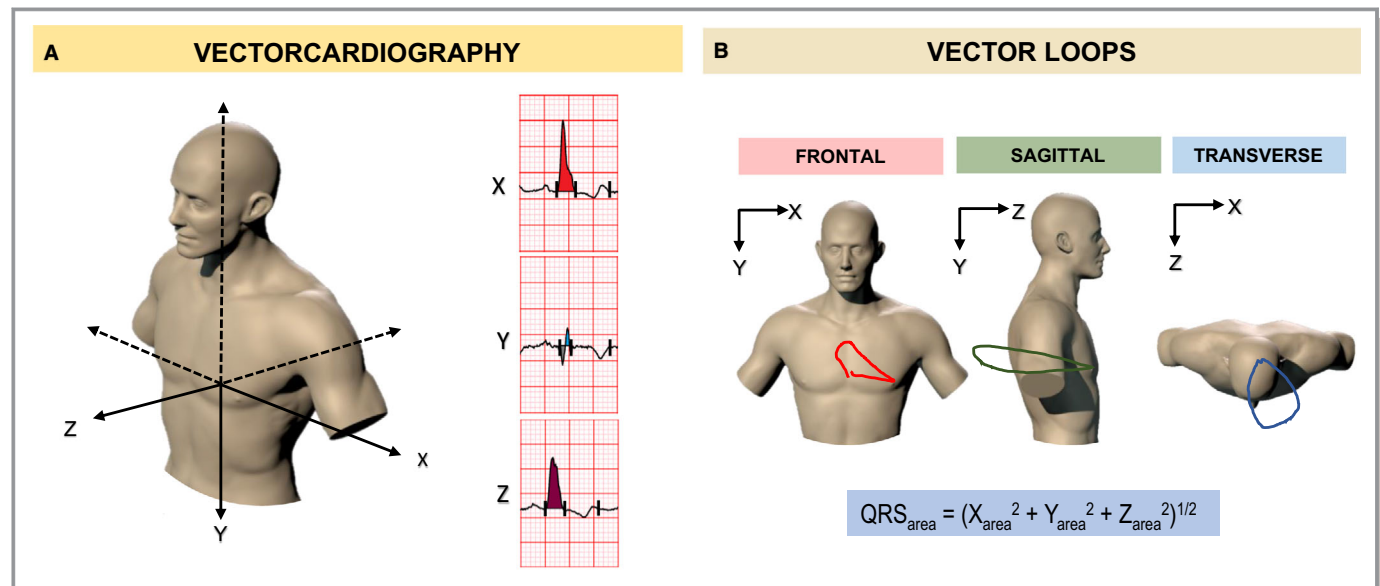 A
VECTORCARDIOGRAPHY
X
Y
Z
Z
X
Y
B
VECTOR LOOPS
FRONTAL
SAGITTAL
TRANSVERSE
X
Y
Z
Y
X
Z
QRSarea = (Xarea² + Yarea² + Zarea²)^1/2